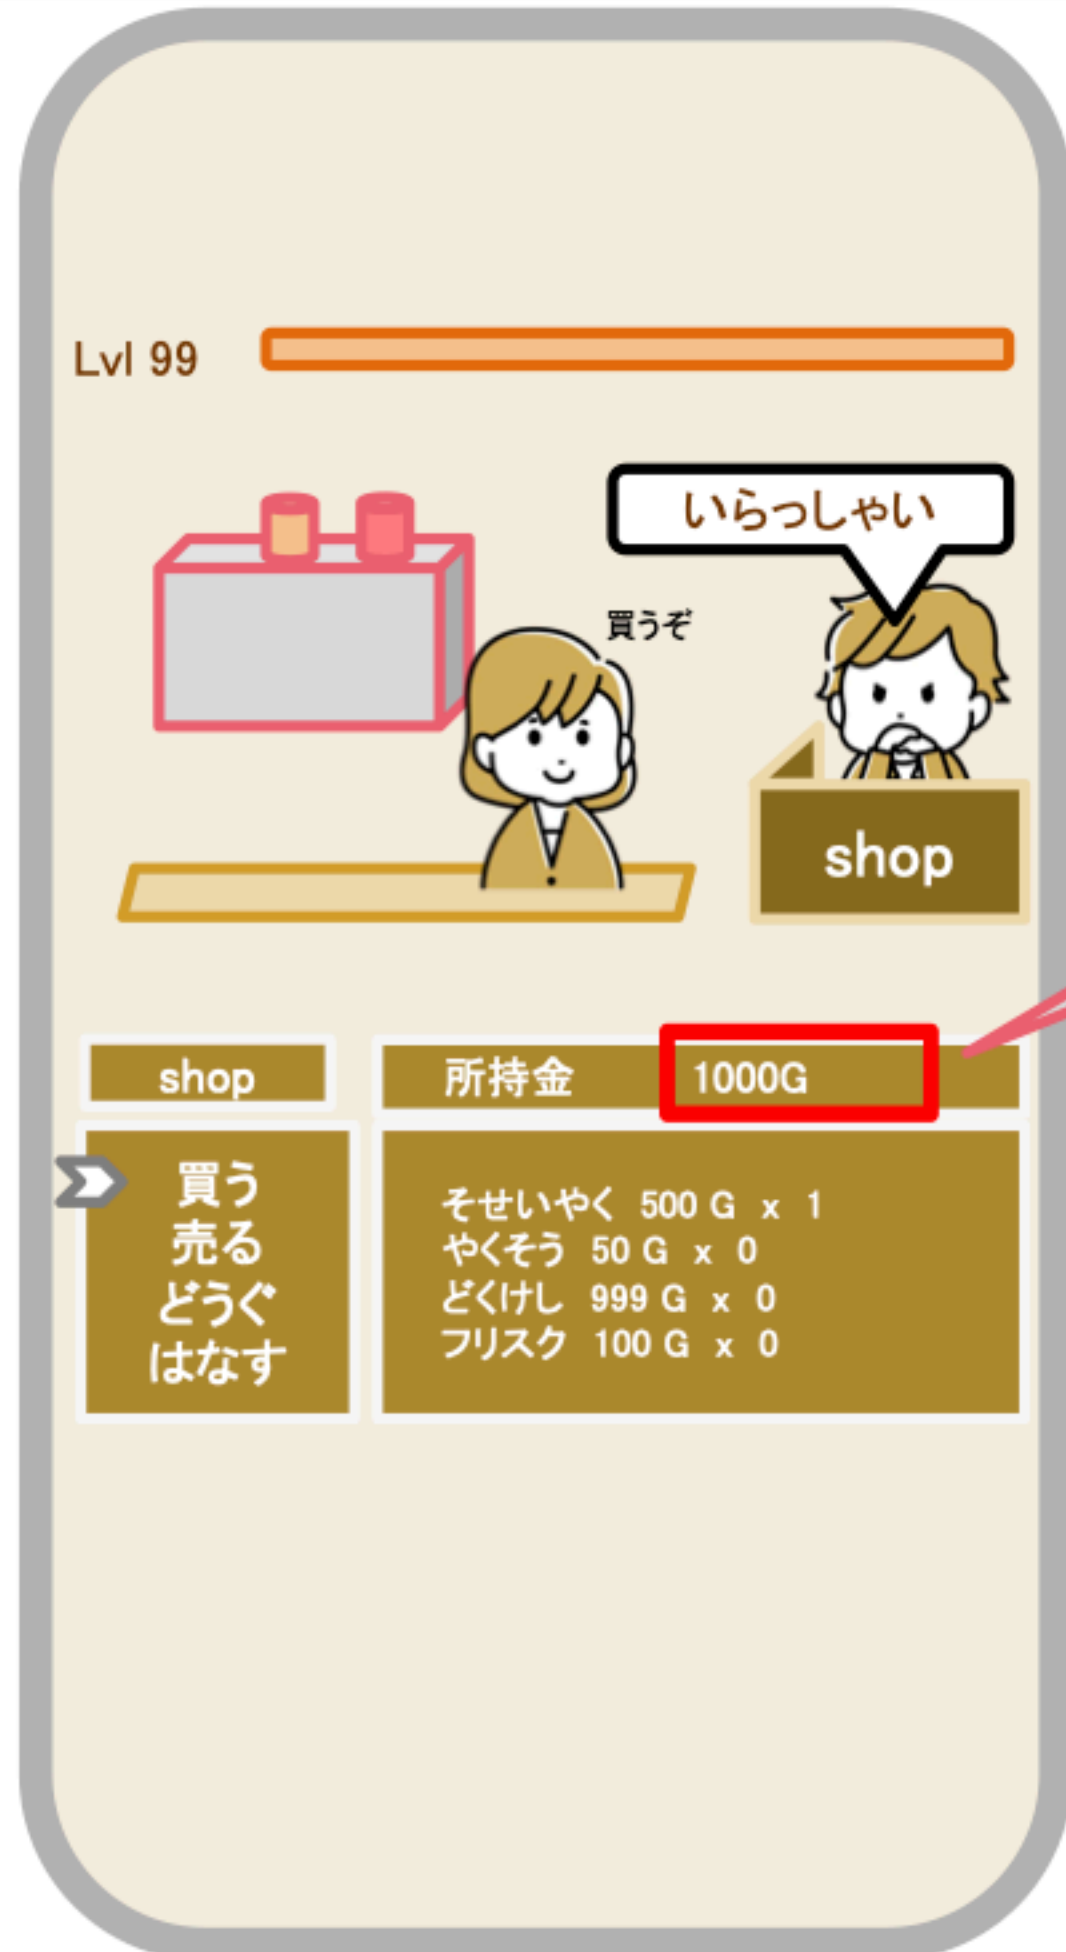 Lvl 99
いらっしゃい
買うぞ
shop
shop
所持金 1000G
買う
売る
どうぐ
はなす
そせいやく 500 G x 1
やくそう 50 G x 0
どくけし 999 G x 0
フリスク 100 G x 0